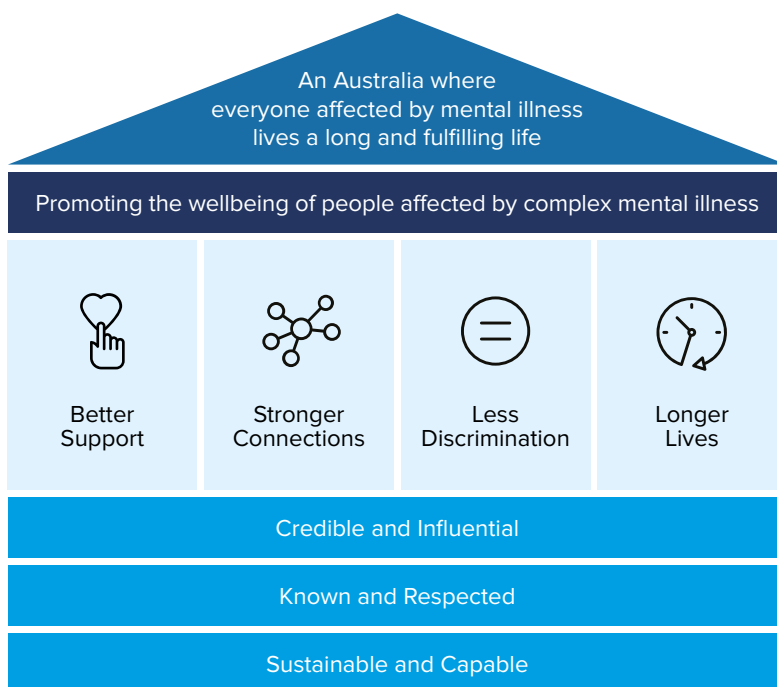 An Australia where
everyone affected by mental illness
lives a long and fulfilling life
Promoting the wellbeing of people affected by complex mental illness
Better
Support
Stronger
Connections
Less
Discrimination
Longer
Lives
Credible and Influential
Known and Respected
Sustainable and Capable